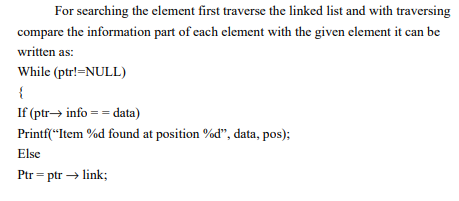 For searching the element first traverse the linked list and with traversing
compare the information part of each element with the given element it can be
written as:
While (ptr!=NULL)
{
If (ptr→ info = = data)
Printf(“Item %d found at position %d”, data, pos);
Else
Ptr = ptr → link;